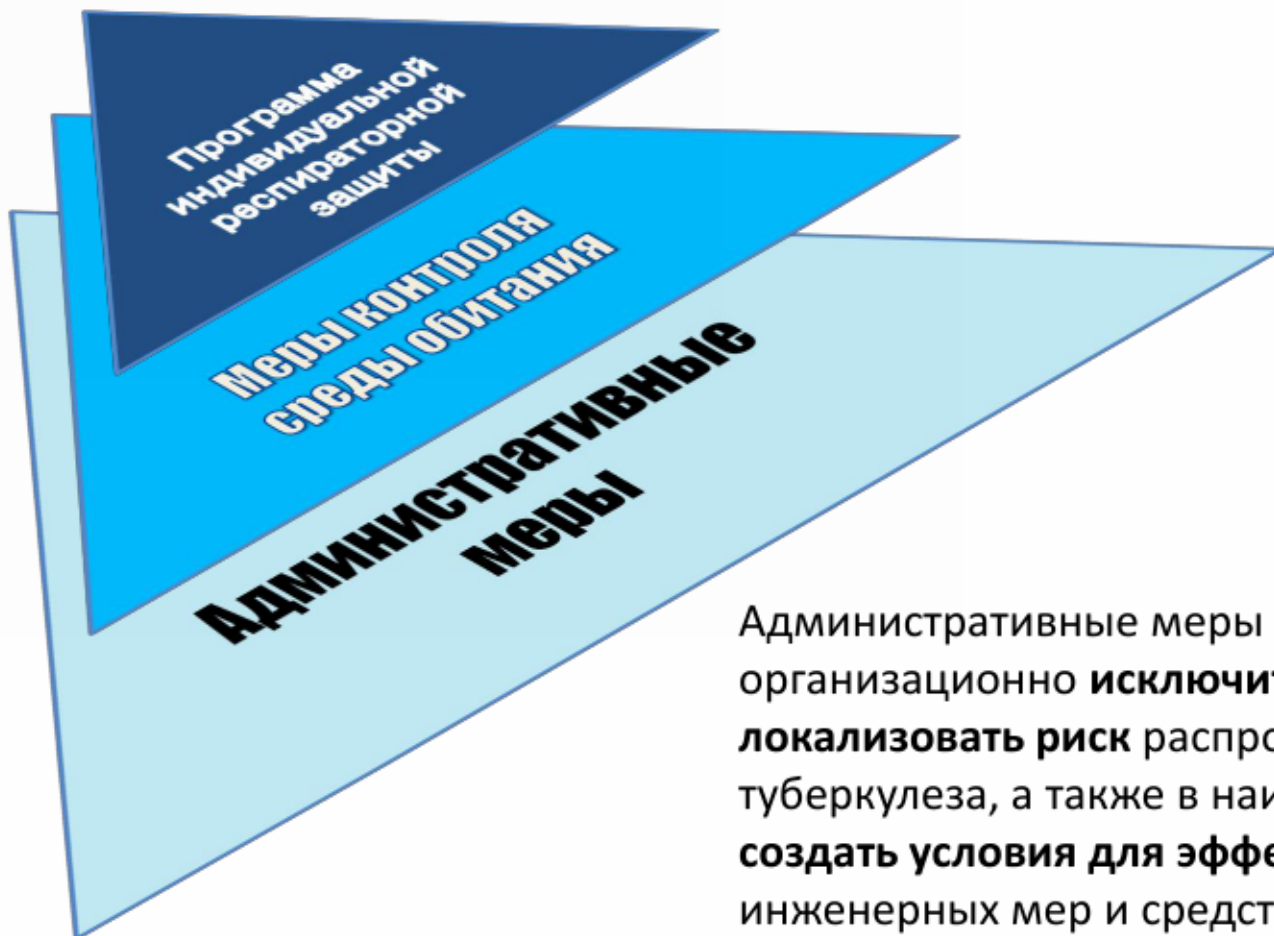 Программа
индивидуальной
респираторной
защиты
Меры контроля
среды обитания
Административные
меры
Административные меры
организационно
локализовать риск
туберкулеза, а также в
создать условия для
инженерных мер и